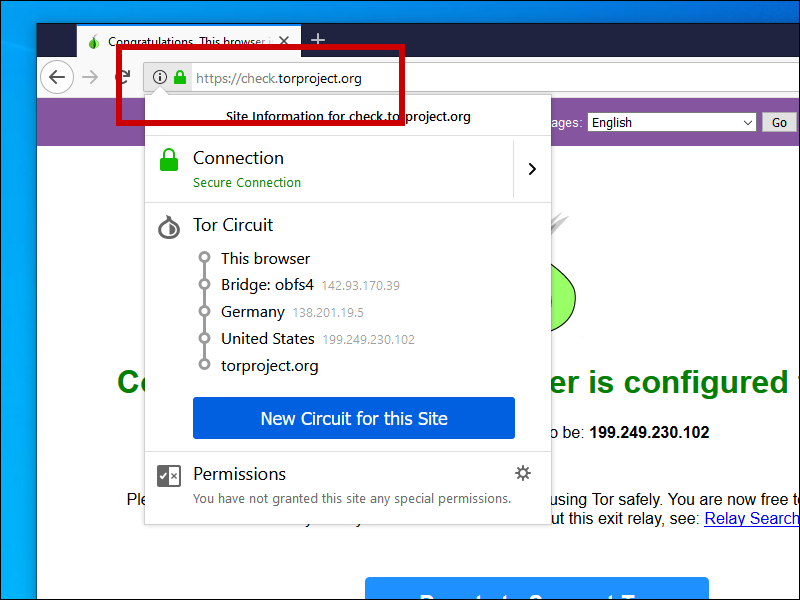 Congratulations. This browser i
https://check.torproject.org
Site Information for check.torproject.org
ages: English Go
Connection
Secure Connection
Tor Circuit
This browser
Bridge: obfs4 142.93.170.39
Germany 138.201.19.5
United States 199.249.230.102
torproject.org
er is configured
New Circuit for this Site
o be: 199.249.230.102
Permissions
You have not granted this site any special permissions.
Ple
using Tor safely. You are now free t
ut this exit relay, see: Relay Search